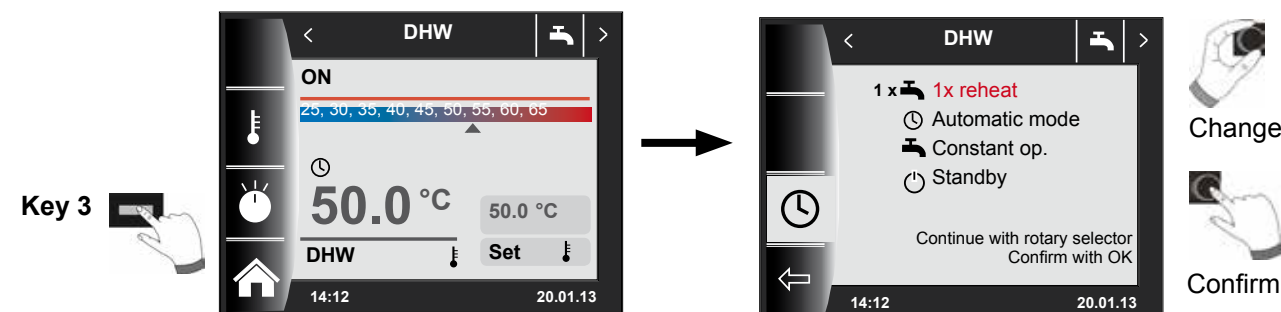 Key 3
< DHW >
ON
25, 30, 35, 40, 45, 50, 55, 60, 65
50.0 °C
50.0 °C
DHW
Set
14:12 20.01.13
< DHW >
1 x 1x reheat
Automatic mode
Constant op.
Standby
Continue with rotary selector
Confirm with OK
14:12 20.01.13
Change
Confirm